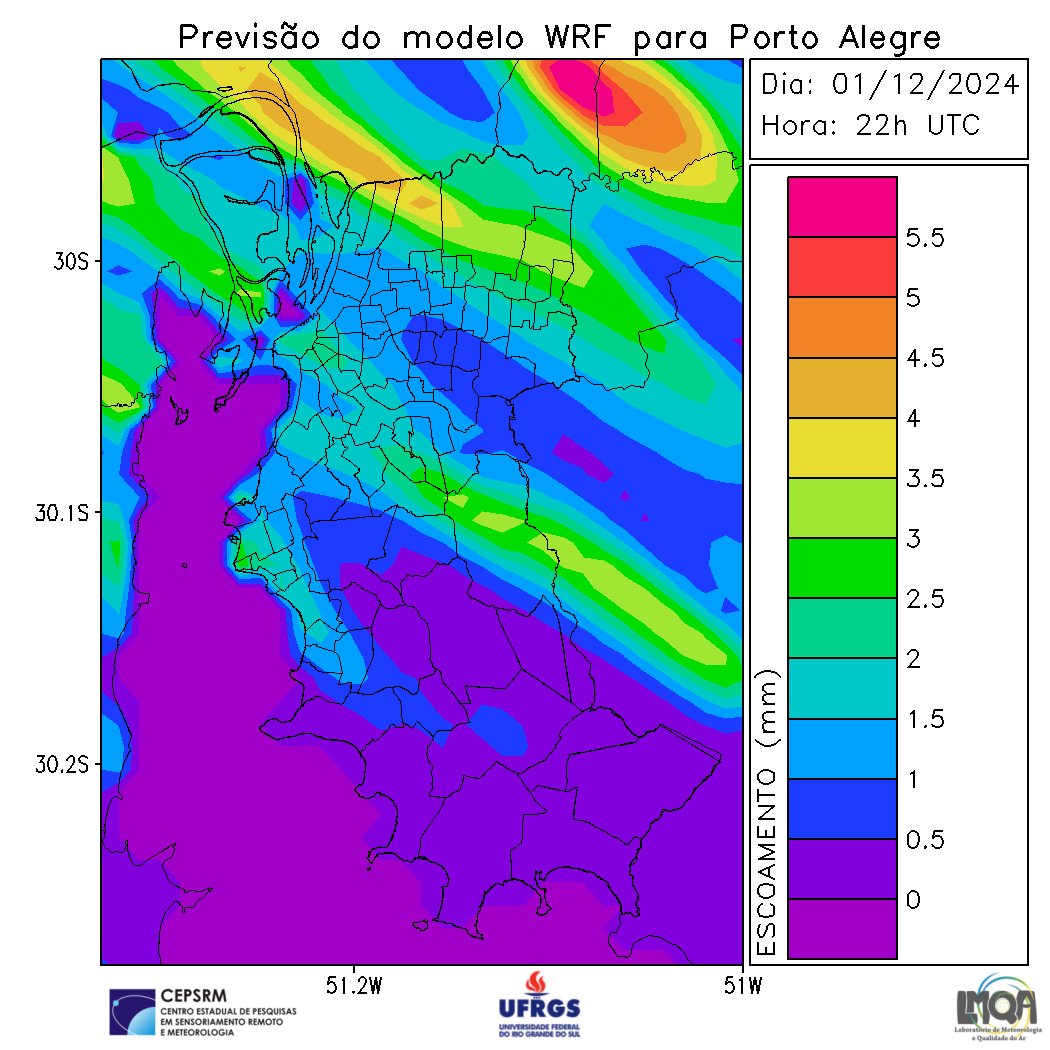 Previsão do modelo WRF para Porto Alegre
Dia: 01/12/2024
Hora: 22h UTC
30S
30.1S
30.2S
51.2W
51W
5.5
5
4.5
4
3.5
3
2.5
2
1.5
1
0.5
0
ESCOAMENTO (mm)
CEPSRM
CENTRO ESTADUAL DE PESQUISAS
EM SENSORIAMENTO REMOTO
E METEOROLOGIA
UFRGS
UNIVERSIDADE FEDERAL
DO RIO GRANDE DO SUL
LMQA
Laboratório de Meteorologia
e Qualidade do Ar